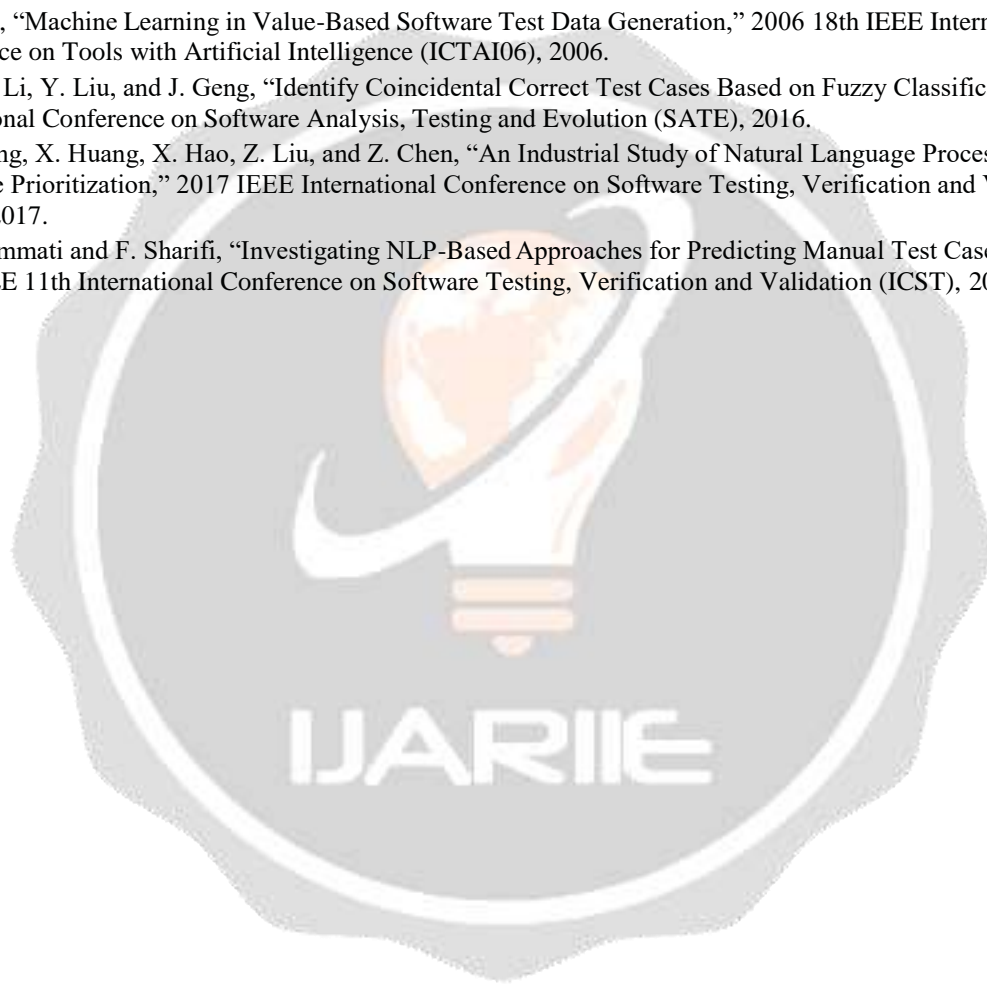 , “Machine Learning in Value-Based Software Test Data Generation,” 2006 18th IEEE Intern
ce on Tools with Artificial Intelligence (ICTAI06), 2006.
Li, Y. Liu, and J. Geng, “Identify Coincidental Correct Test Cases Based on Fuzzy Classific
onal Conference on Software Analysis, Testing and Evolution (SATE), 2016.
ng, X. Huang, X. Hao, Z. Liu, and Z. Chen, “An Industrial Study of Natural Language Proces
e Prioritization,” 2017 IEEE International Conference on Software Testing, Verification and V
2017.
mmati and F. Sharifi, “Investigating NLP-Based Approaches for Predicting Manual Test Case
E 11th International Conference on Software Testing, Verification and Validation (ICST), 20
IJARIIE